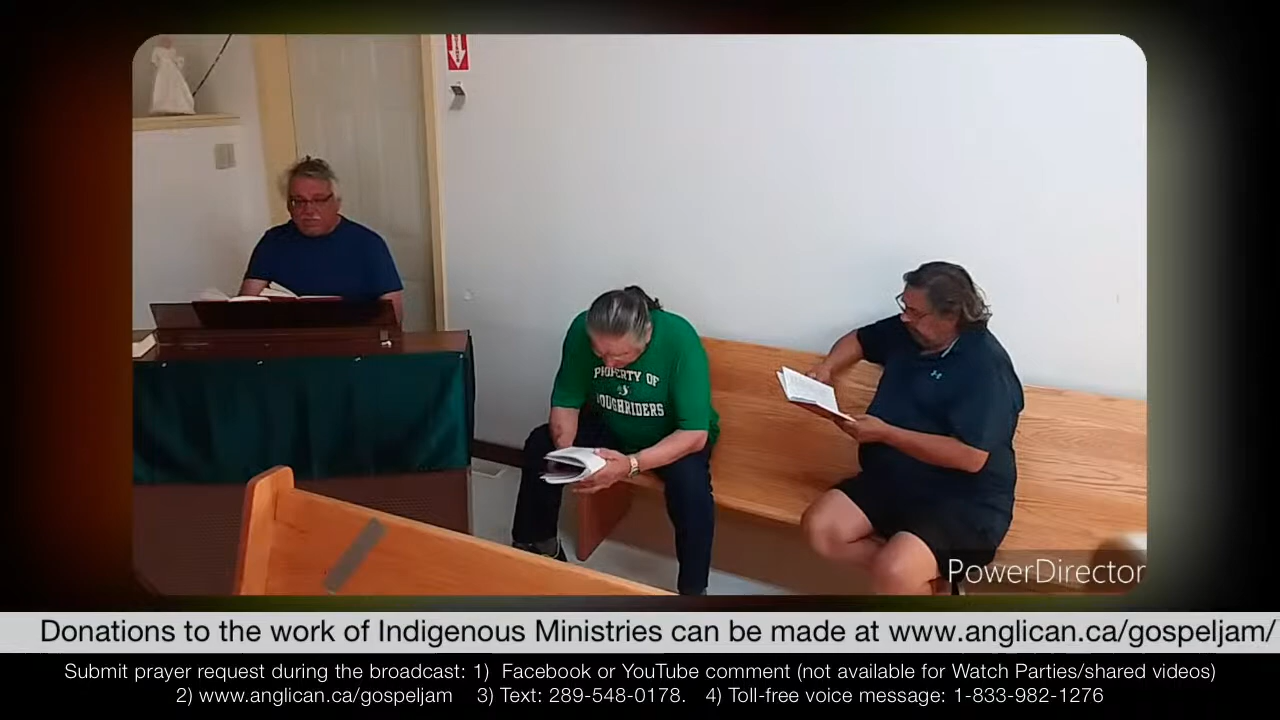 PROPERTY OF
ROUGHRIDERS
PowerDirector
Donations to the work of Indigenous Ministries can be made at www.anglican.ca/gospeljam/
Submit prayer request during the broadcast: 1) Facebook or YouTube comment (not available for Watch Parties/shared videos)
2) www.anglican.ca/gospeljam 3) Text: 289-548-0178. 4) Toll-free voice message: 1-833-982-1276